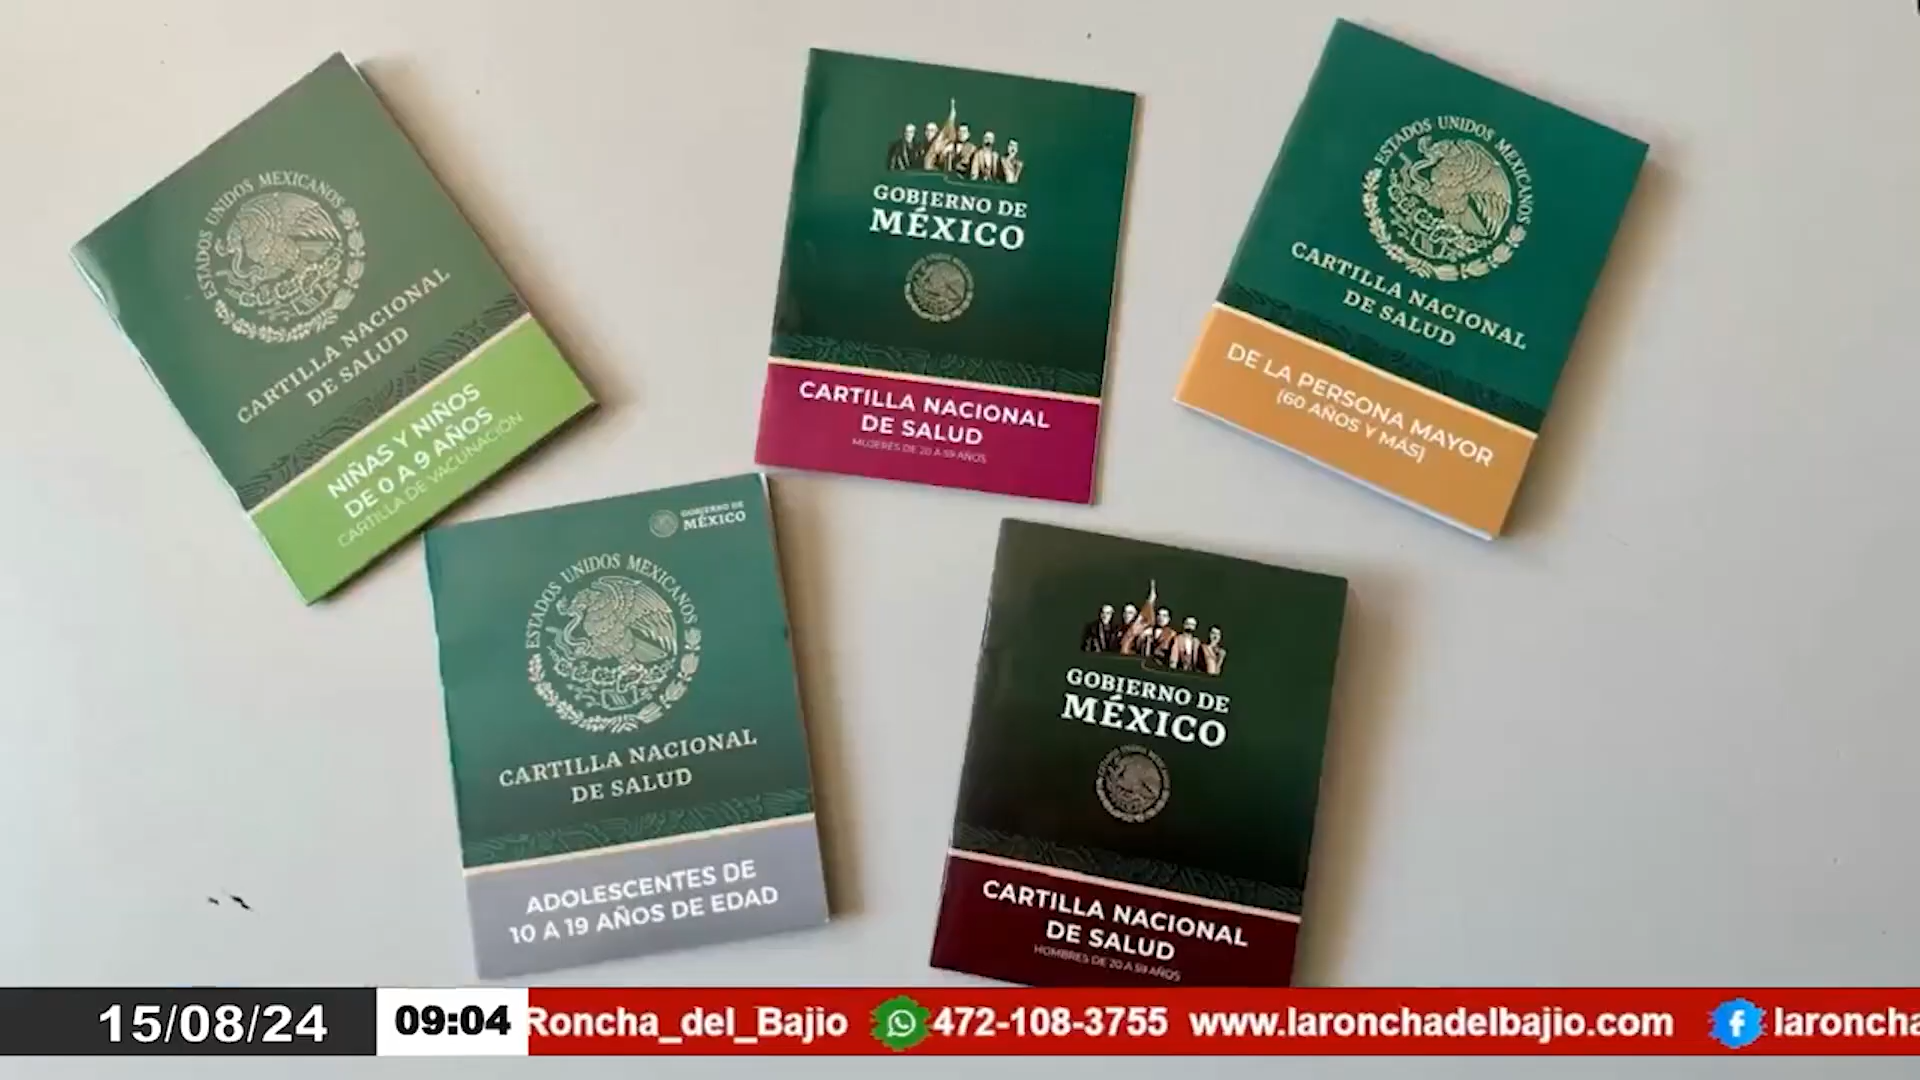 ESTADOS UNIDOS MEXICANOS
CARTILLA NACIONAL
DE SALUD
NIÑAS Y NIÑOS
DE 0 A 9 AÑOS
CARTILLA DE VACUNACIÓN
GOBIERNO DE
MÉXICO
CARTILLA NACIONAL
DE SALUD
MUJERES DE 20 A 59 AÑOS
ESTADOS UNIDOS MEXICANOS
CARTILLA NACIONAL
DE SALUD
DE LA PERSONA MAYOR
(60 AÑOS Y MÁS)
GOBIERNO DE
MÉXICO
ESTADOS UNIDOS MEXICANOS
CARTILLA NACIONAL
DE SALUD
ADOLESCENTES DE
10 A 19 AÑOS DE EDAD
GOBIERNO DE
MÉXICO
CARTILLA NACIONAL
DE SALUD
HOMBRES DE 20 A 59 AÑOS
15/08/24 09:04 Roncha_del_Bajio 472-108-3755 www.laronchadelbajio.com laroncha